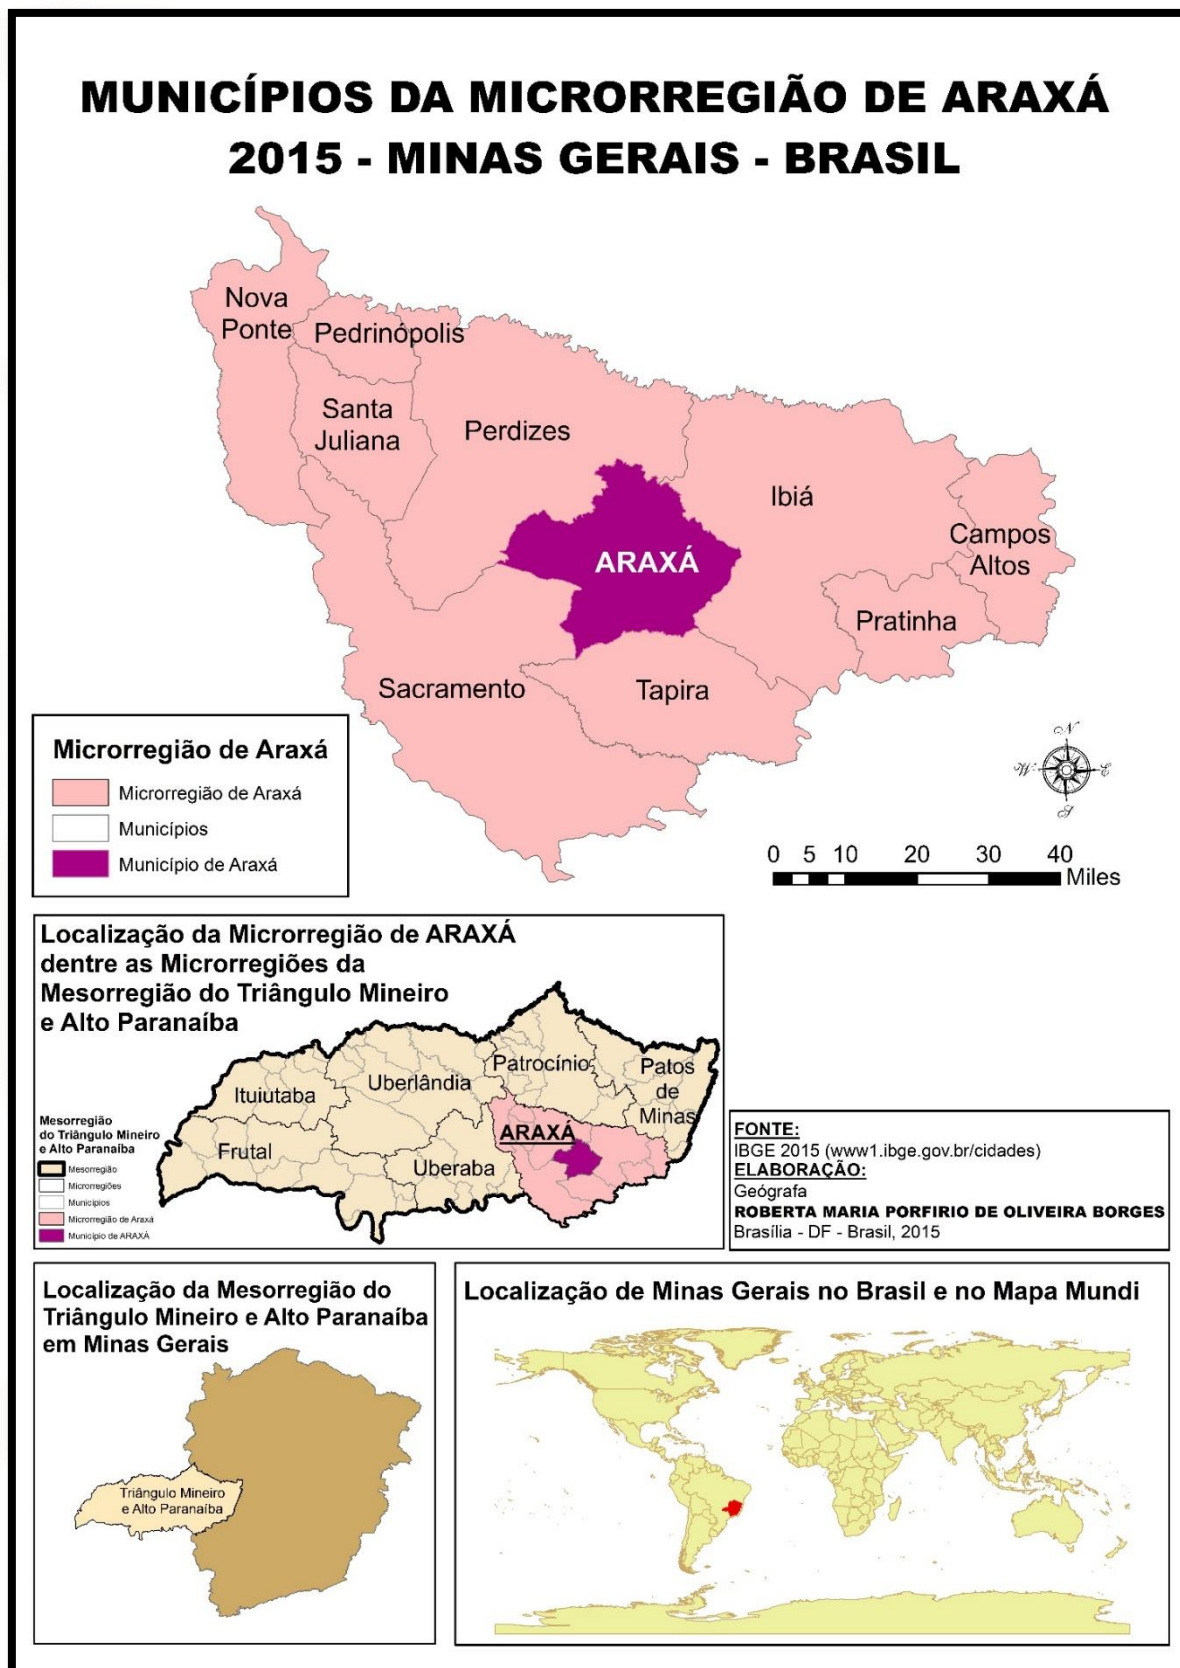 MUNICÍPIOS DA MICRORREGIÃO DE ARAXÁ
2015 - MINAS GERAIS - BRASIL
Nova
Ponte
Pedrinópolis
Santa
Juliana
Perdizes
Ibiá
Campos
Altos
ARAXÁ
Pratinha
Sacramento
Tapira
Microrregião de Araxá
Microrregião de Araxá
Municípios
Município de Araxá
N
W
E
S
0 5 10 20 30 40
Miles
Localização da Microrregião de ARAXÁ
dentre as Microrregiões da
Mesorregião do Triângulo Mineiro
e Alto Paranaíba
Patrocínio
Patos
de
Minas
Uberlândia
Ituiutaba
ARAXÁ
Frutal
Uberaba
Mesorregião
do Triângulo Mineiro
e Alto Paranaíba
Mesorregião
Microrregiões
Municípios
Microrregião de Araxá
Município de ARAXÁ
FONTE:
IBGE 2015 (www1.ibge.gov.br/cidades)
ELABORAÇÃO:
Geógrafa
ROBERTA MARIA PORFIRIO DE OLIVEIRA BORGES
Brasília - DF - Brasil, 2015
Localização da Mesorregião do
Triângulo Mineiro e Alto Paranaíba
em Minas Gerais
Triângulo Mineiro
e Alto Paranaíba
Localização de Minas Gerais no Brasil e no Mapa Mundi